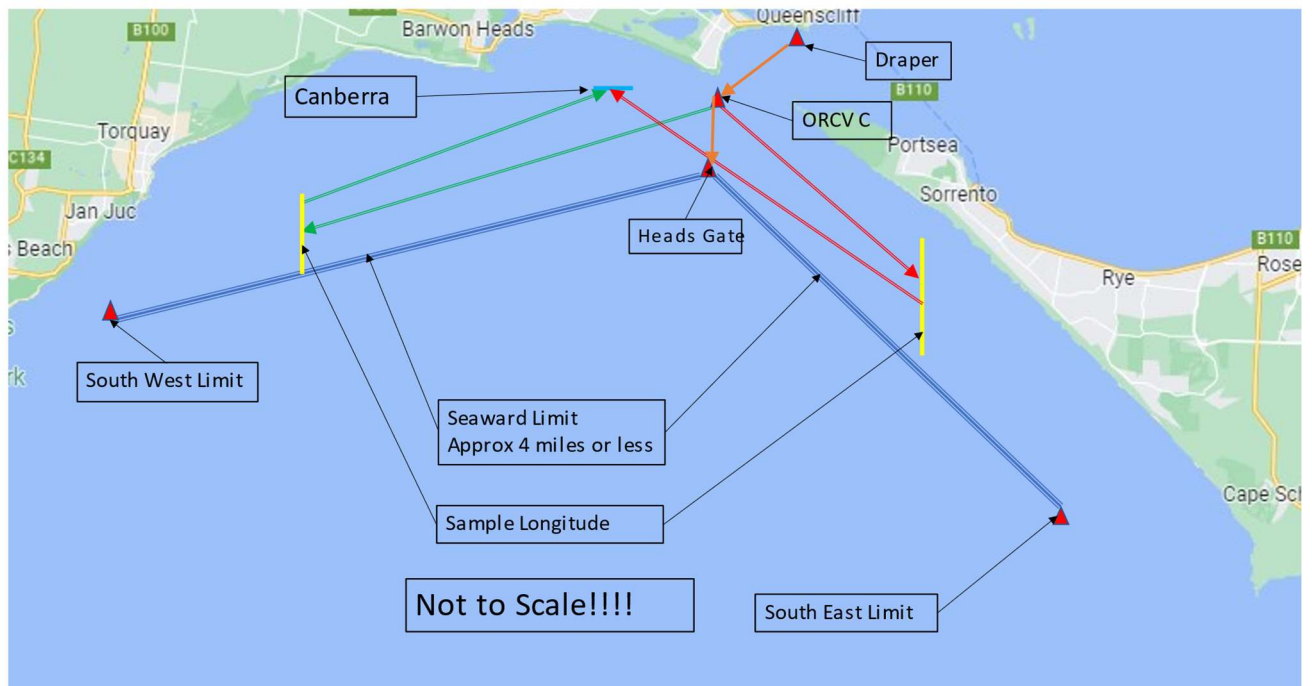 Queenscliff
B100
Barwon Heads
Draper
Canberra
B110
ORCV C
Torquay
Portsea
C134
Sorrento
Jan Juc
Heads Gate
B110
s Beach
Rye
Rose
South West Limit
rk
Seaward Limit
Approx 4 miles or less
Cape Sch
Sample Longitude
Not to Scale!!!!
South East Limit